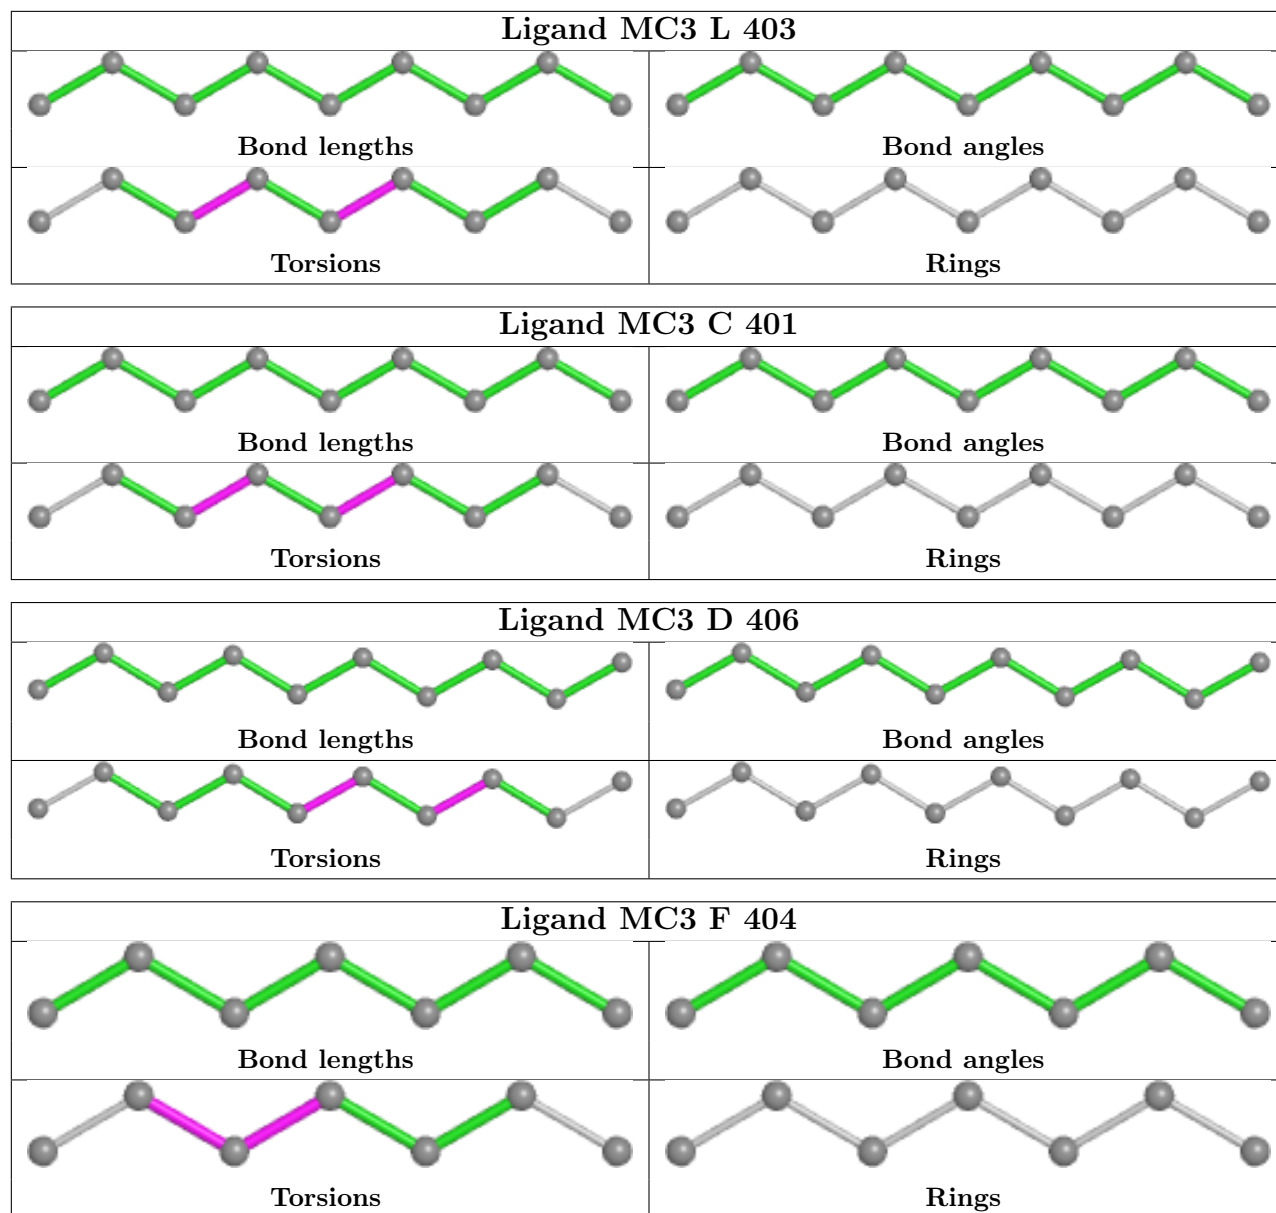 Ligand MC3 L 403
Bond lengths
Bond angles
Torsions
Rings
Ligand MC3 C 401
Bond lengths
Bond angles
Torsions
Rings
Ligand MC3 D 406
Bond lengths
Bond angles
Torsions
Rings
Ligand MC3 F 404
Bond lengths
Bond angles
Torsions
Rings